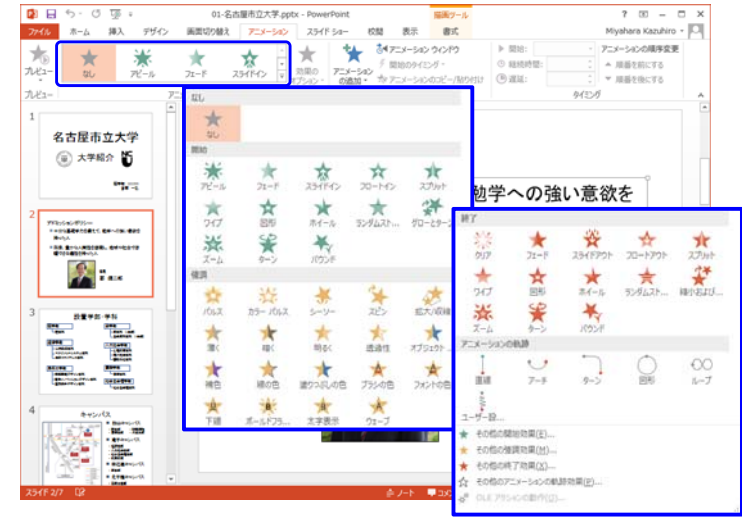 01-名古屋市立大学.pptx - PowerPoint
描画ツール
ファイル ホーム 挿入 デザイン 画面切り替え アニメーション スライド ショー 校閲 表示 書式
Miyahara Kazuhiro
プレビュー
なし アピール フェード スライドイン
効果のオプション
アニメーションの追加
アニメーション ウィンドウ
開始のタイミング
アニメーションのコピー/貼り付け
開始:
継続時間:
遅延:
アニメーションの順序変更
順番を前にする
順番を後にする
プレビュー
タイミング
1
名古屋市立大学
大学紹介
2
アドミッションポリシー
3
設置学部・学科
4
キャンパス
勉学への強い意欲を
なし
なし
開始
アピール フェード スライドイン フロートイン スプリット
ワイプ 図形 ホイール ランダムスト... グローとターン
ズーム ターン バウンド
強調
パルス カラー パルス シーソー スピン 拡大/収縮
薄く 暗く 明るく 透過性 オブジェクト ...
補色 線の色 塗りつぶしの色 ブラシの色 フォントの色
下線 ボールドフラ... 太字表示 ウェーブ
終了
クリア フェード スライドアウト フロートアウト スプリット
ワイプ 図形 ホイール ランダムスト... 縮小および...
ズーム ターン バウンド
アニメーションの軌跡
直線 アーチ ターン 図形 ループ
ユーザー設...
その他の開始効果(E)...
その他の強調効果(M)...
その他の終了効果(X)...
その他のアニメーションの軌跡効果(P)...
OLE アクションの動作(O)...
スライド 2/7
ノート